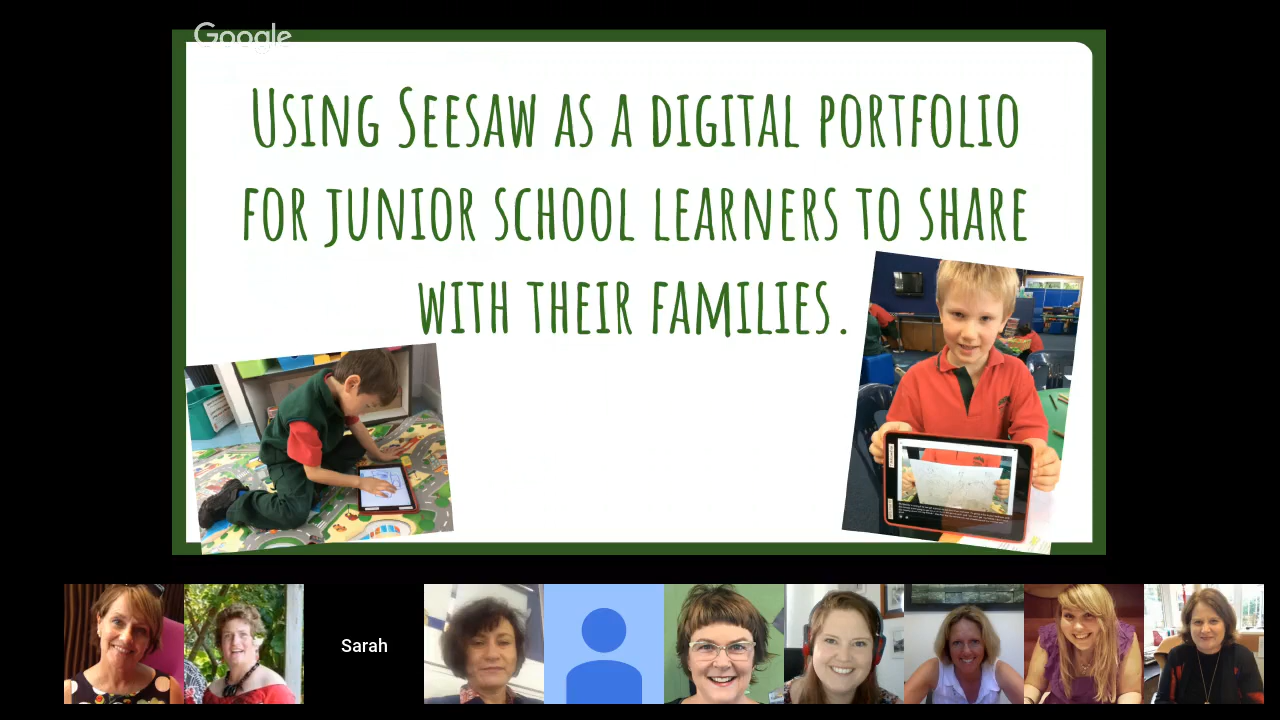 Google
Using Seesaw as a digital portfolio
for junior school learners to share
with their families.
Sarah